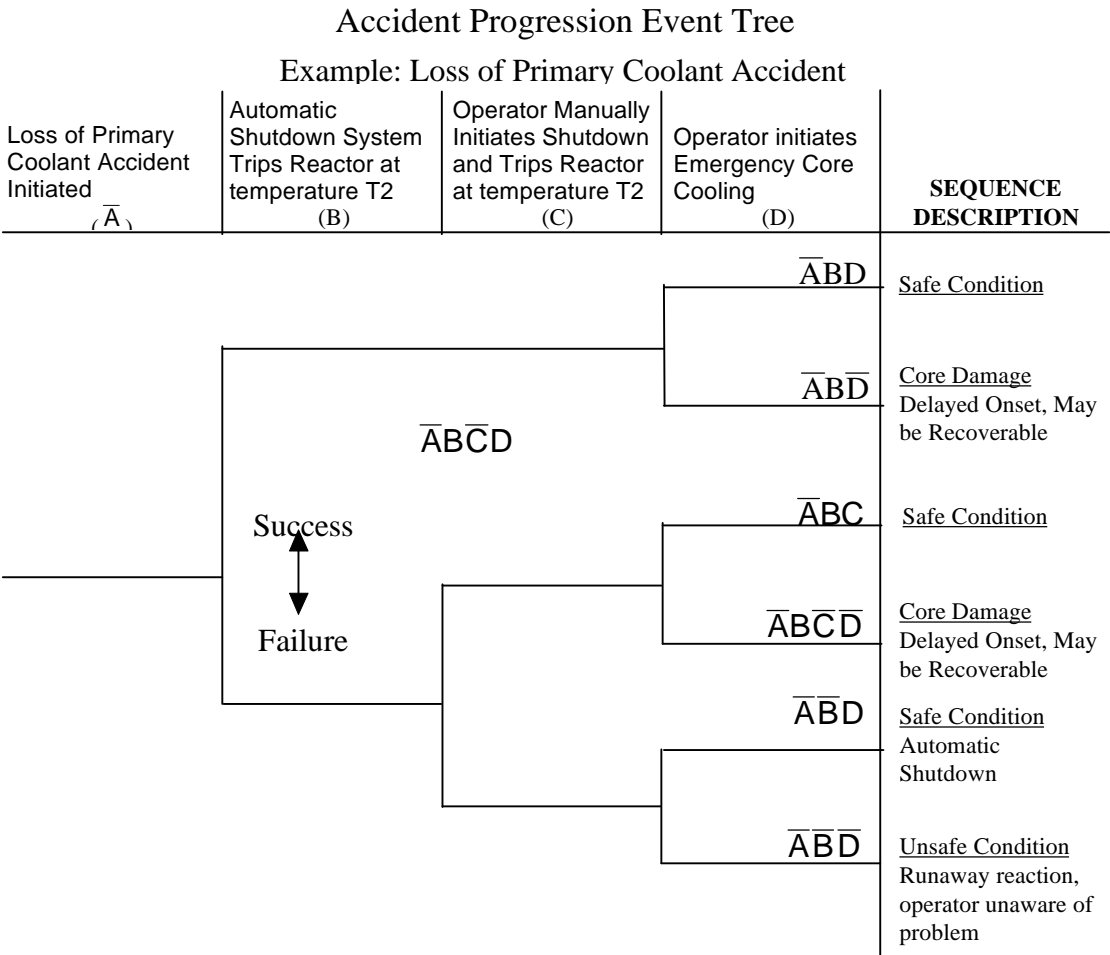 Accident Progression Event Tree
Example: Loss of Primary Coolant Accident
Loss of Primary
Coolant Accident
Initiated
(A̅)
Automatic
Shutdown System
Trips Reactor at
temperature T2
(B)
Operator Manually
Initiates Shutdown
and Trips Reactor
at temperature T2
(C)
Operator initiates
Emergency Core
Cooling
(D)
SEQUENCE
DESCRIPTION
A̅BD
Safe Condition
A̅BD̅
Core Damage
Delayed Onset, May
be Recoverable
A̅BC̅D
A̅BC
Safe Condition
Success
Failure
A̅BC̅D̅
Core Damage
Delayed Onset, May
be Recoverable
A̅B̅D
Safe Condition
Automatic
Shutdown
A̅B̅D̅
Unsafe Condition
Runaway reaction,
operator unaware of
problem